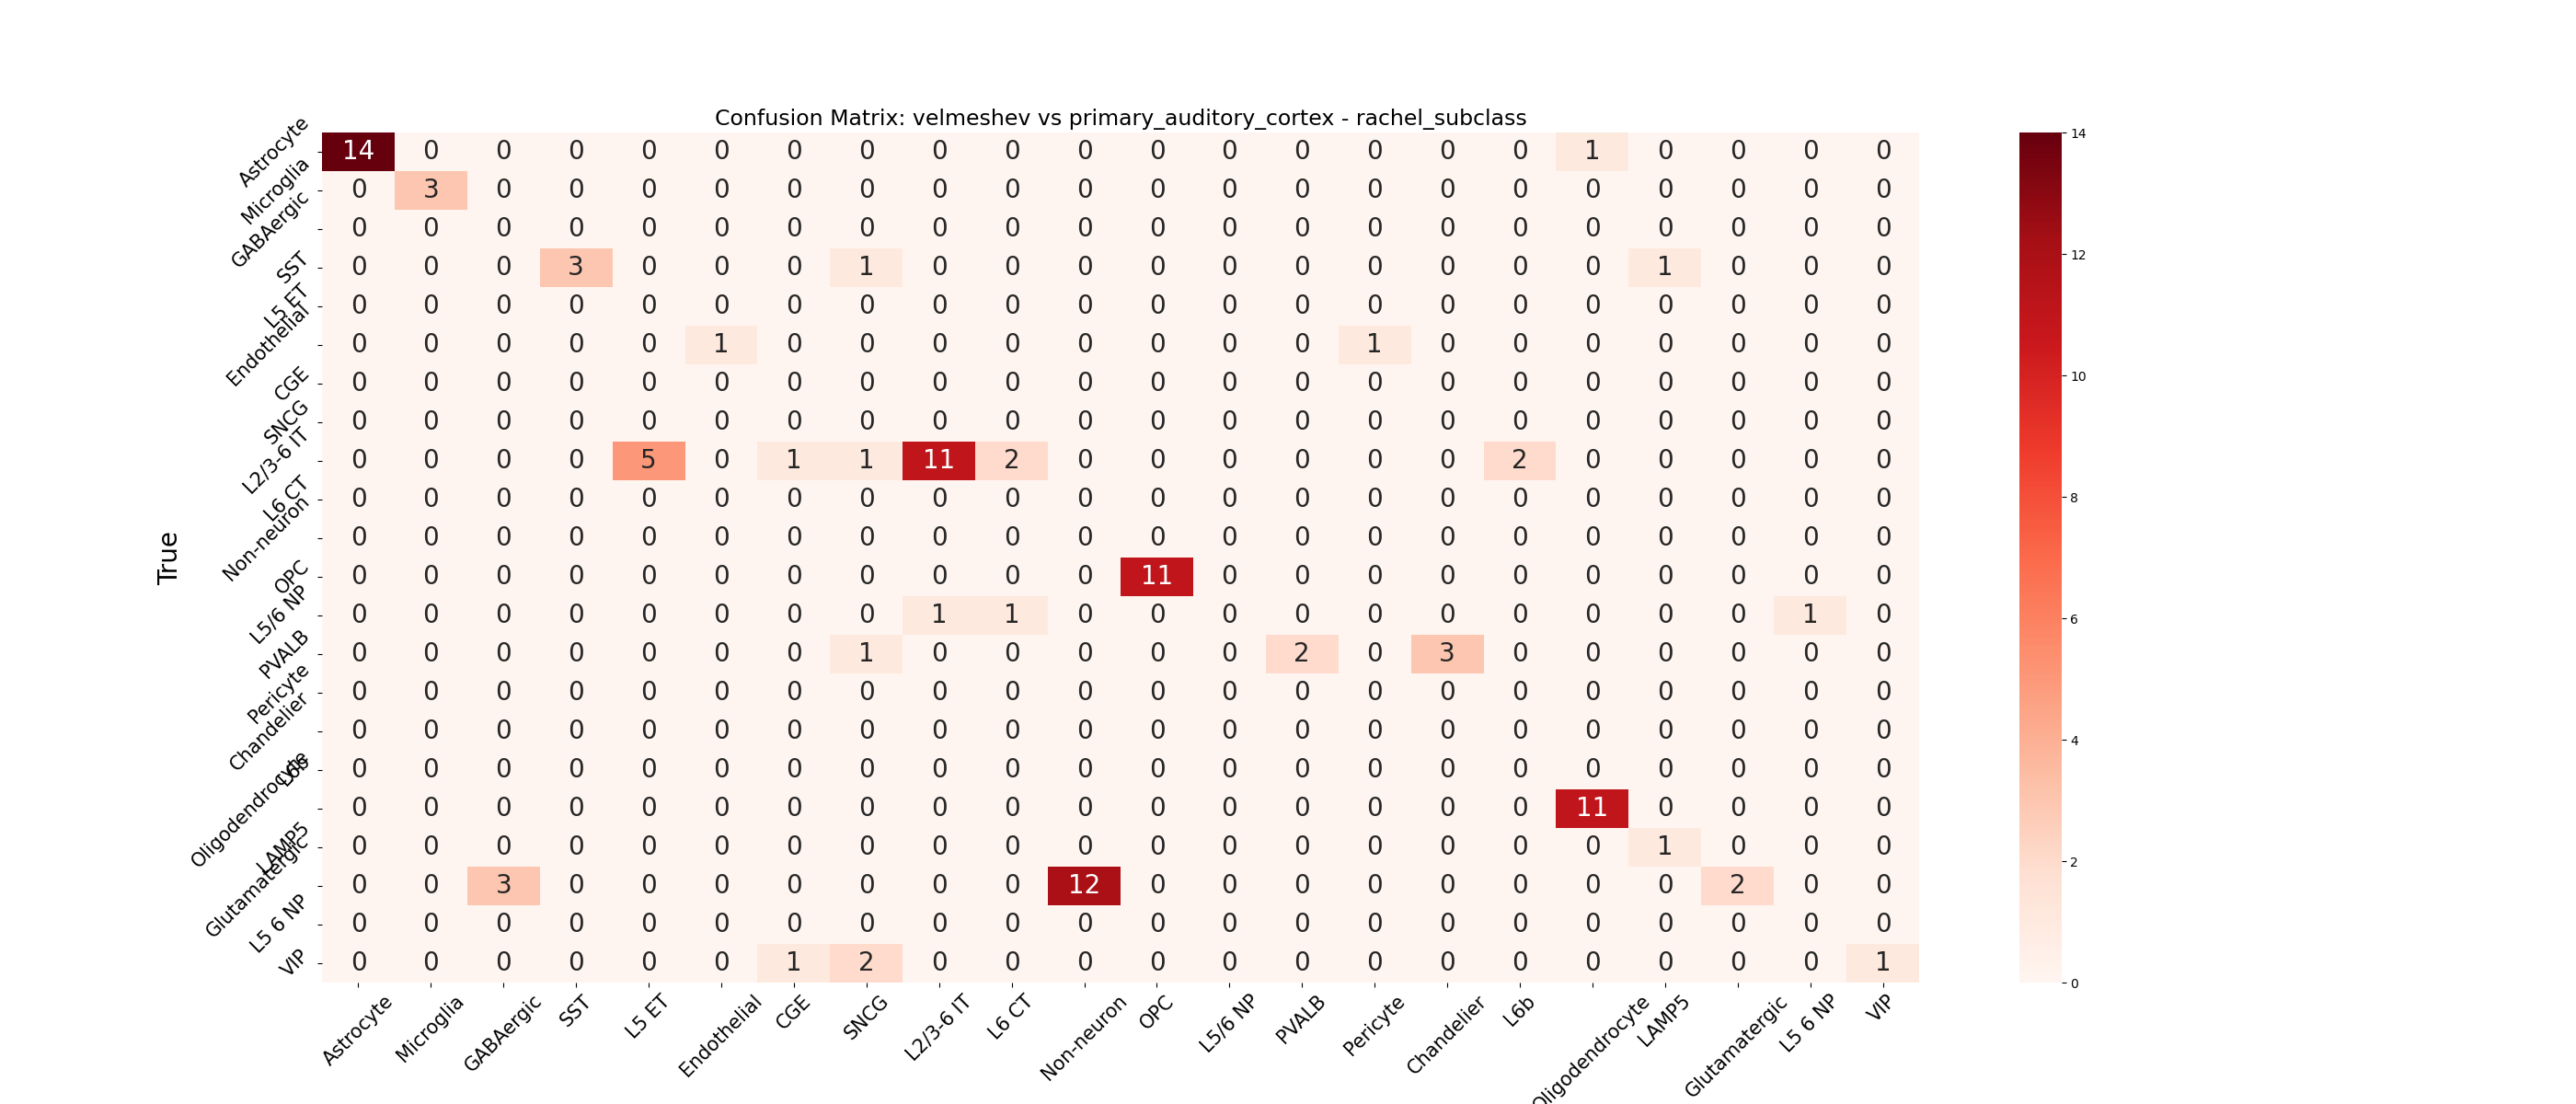 Confusion Matrix: velmeshev vs primary_auditory_cortex - rachel_subclass
True
Astrocyte 14 0 0 0 0 0 0 0 0 0 0 0 0 0 0 0 0 1 0 0 0 0
Microglia 0 3 0 0 0 0 0 0 0 0 0 0 0 0 0 0 0 0 0 0 0 0
GABAergic 0 0 0 0 0 0 0 0 0 0 0 0 0 0 0 0 0 0 0 0 0 0
SST 0 0 0 3 0 0 0 1 0 0 0 0 0 0 0 0 0 0 1 0 0 0
L5 ET 0 0 0 0 0 0 0 0 0 0 0 0 0 0 0 0 0 0 0 0 0 0
Endothelial 0 0 0 0 0 1 0 0 0 0 0 0 0 0 1 0 0 0 0 0 0 0
CGE 0 0 0 0 0 0 0 0 0 0 0 0 0 0 0 0 0 0 0 0 0 0
SNCG 0 0 0 0 0 0 0 0 0 0 0 0 0 0 0 0 0 0 0 0 0 0
L2/3-6 IT 0 0 0 0 5 0 1 1 11 2 0 0 0 0 0 0 2 0 0 0 0 0
L6 CT 0 0 0 0 0 0 0 0 0 0 0 0 0 0 0 0 0 0 0 0 0 0
Non-neuron 0 0 0 0 0 0 0 0 0 0 0 0 0 0 0 0 0 0 0 0 0 0
OPC 0 0 0 0 0 0 0 0 0 0 0 11 0 0 0 0 0 0 0 0 0 0
L5/6 NP 0 0 0 0 0 0 0 0 1 1 0 0 0 0 0 0 0 0 0 0 1 0
PVALB 0 0 0 0 0 0 0 1 0 0 0 0 0 2 0 3 0 0 0 0 0 0
Pericyte 0 0 0 0 0 0 0 0 0 0 0 0 0 0 0 0 0 0 0 0 0 0
Chandelier 0 0 0 0 0 0 0 0 0 0 0 0 0 0 0 0 0 0 0 0 0 0
L6b 0 0 0 0 0 0 0 0 0 0 0 0 0 0 0 0 0 0 0 0 0 0
Oligodendrocyte 0 0 0 0 0 0 0 0 0 0 0 0 0 0 0 0 0 11 0 0 0 0
LAMP5 0 0 0 0 0 0 0 0 0 0 0 0 0 0 0 0 0 0 1 0 0 0
Glutamatergic 0 0 3 0 0 0 0 0 0 0 12 0 0 0 0 0 0 0 0 2 0 0
L5 6 NP 0 0 0 0 0 0 0 0 0 0 0 0 0 0 0 0 0 0 0 0 0 0
VIP 0 0 0 0 0 0 1 2 0 0 0 0 0 0 0 0 0 0 0 0 0 1
Astrocyte Microglia GABAergic SST L5 ET Endothelial CGE SNCG L2/3-6 IT L6 CT Non-neuron OPC L5/6 NP PVALB Pericyte Chandelier L6b Oligodendrocyte LAMP5 Glutamatergic L5 6 NP VIP
14
12
10
8
6
4
2
0